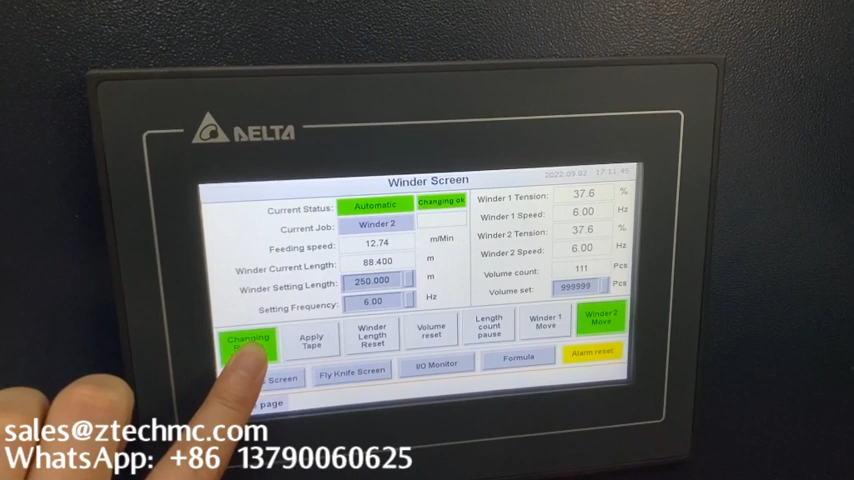 DELTA
Winder Screen
2022.09.02 17:11:45
Current Status: Automatic Changing ok
Current Job: Winder 2
Feeding speed: 12.74 m/Min
Winder Current Length: 88.400 m
Winder Setting Length: 250.000 m
Setting Frequency: 6.00 Hz
Winder 1 Tension: 37.6 %
Winder 1 Speed: 6.00 Hz
Winder 2 Tension: 37.6 %
Winder 2 Speed: 6.00 Hz
Volume count: 111 Pcs
Volume set: 999999 Pcs
Changing
Apply
Tape
Winder
Length
Reset
Volume
reset
Length
count
pause
Winder 1
Move
Winder 2
Move
Screen
Fly Knife Screen
I/O Monitor
Formula
Alarm reset
page
sales@ztechmc.com
WhatsApp: +86 13790060625